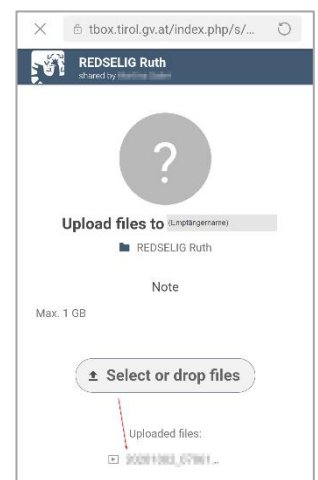 tbox.tirol.gv.at/index.php/s/...
REDSELIG Ruth
shared by
?
Upload files to (Empfängername)
REDSELIG Ruth
Note
Max. 1 GB
Select or drop files
Uploaded files: